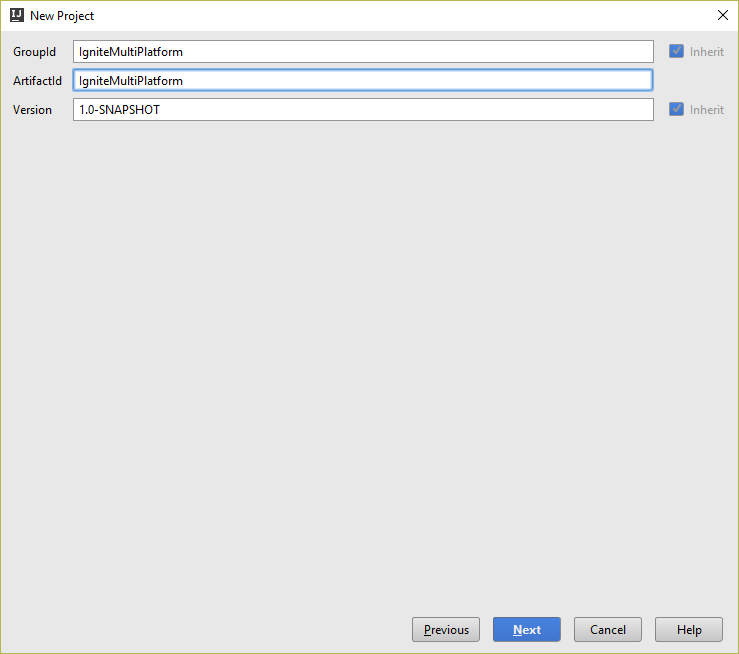 IJ New Project
GroupId IgniteMultiPlatform Inherit
ArtifactId IgniteMultiPlatform
Version 1.0-SNAPSHOT Inherit
Previous Next Cancel Help